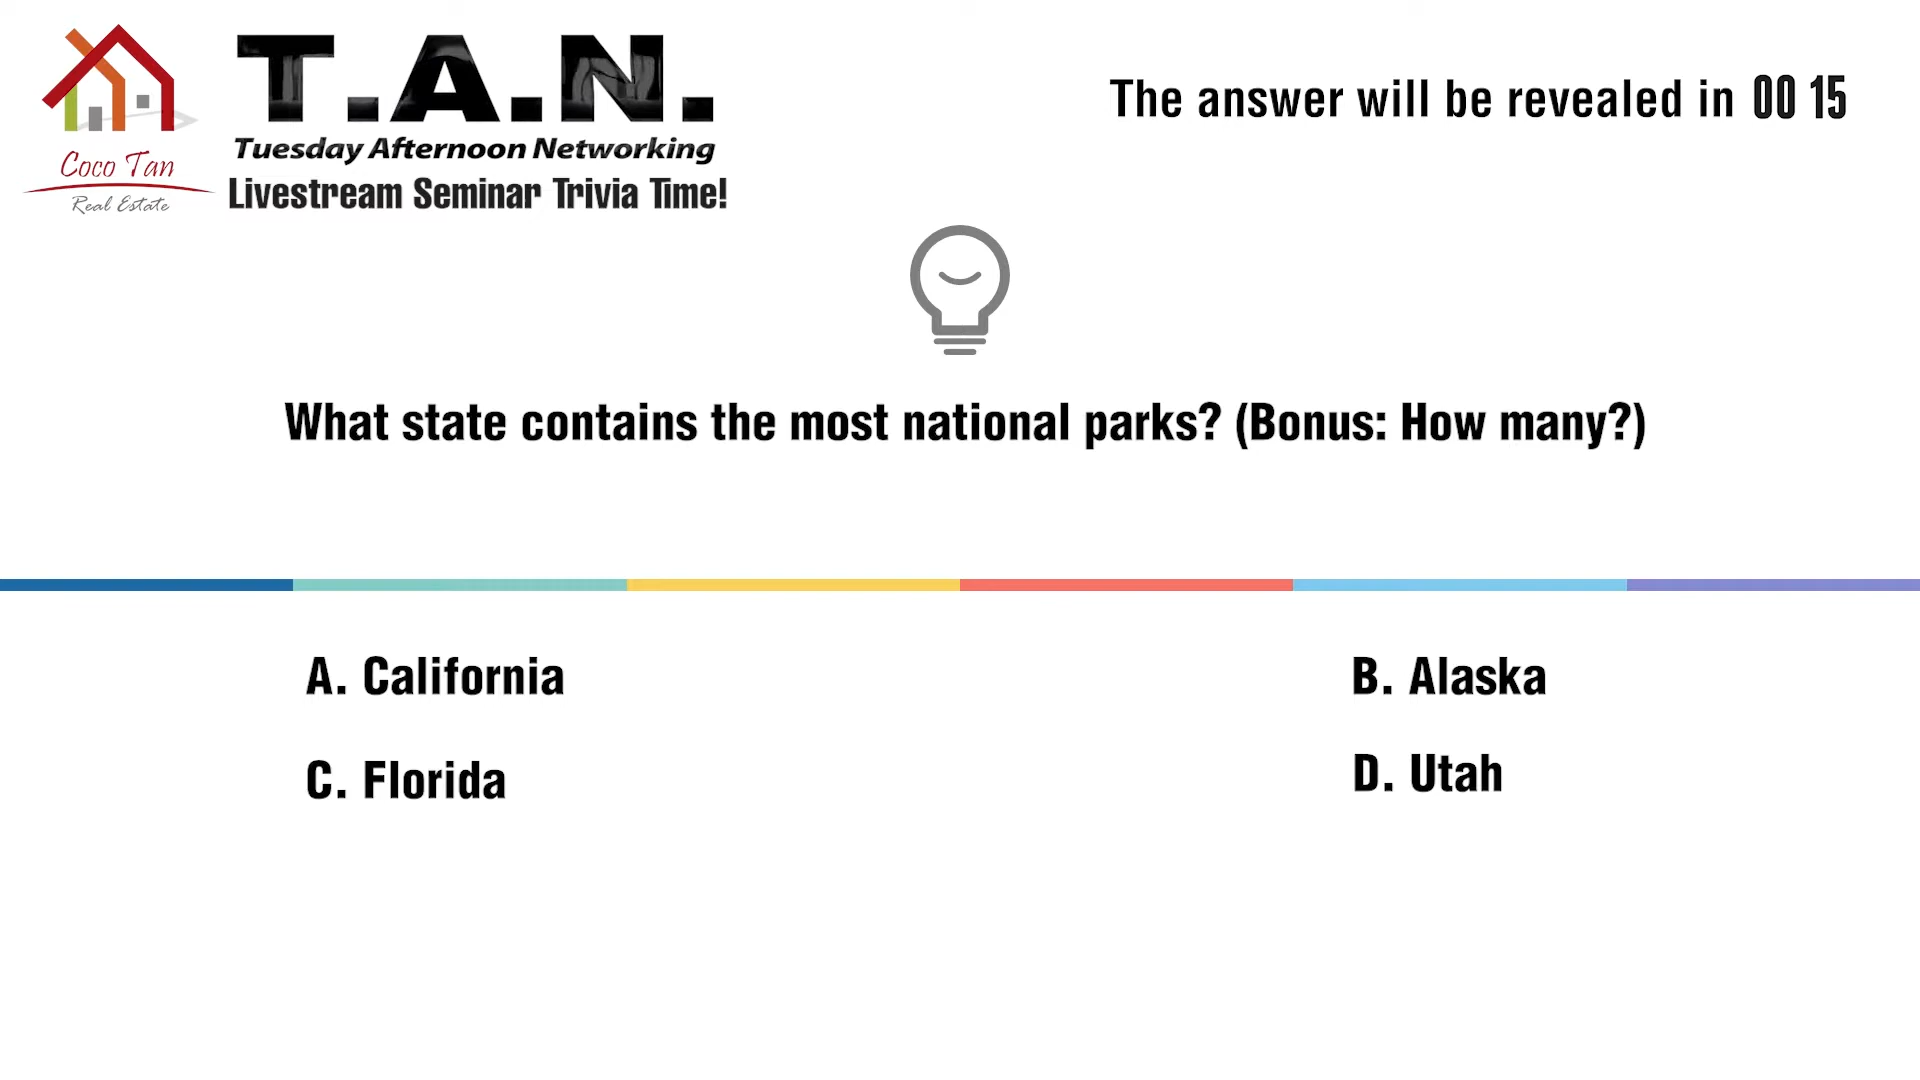 T.A.N.
Tuesday Afternoon Networking
Livestream Seminar Trivia Time!
Coco Tan
Real Estate
The answer will be revealed in 00 15
What state contains the most national parks? (Bonus: How many?)
A. California
B. Alaska
C. Florida
D. Utah